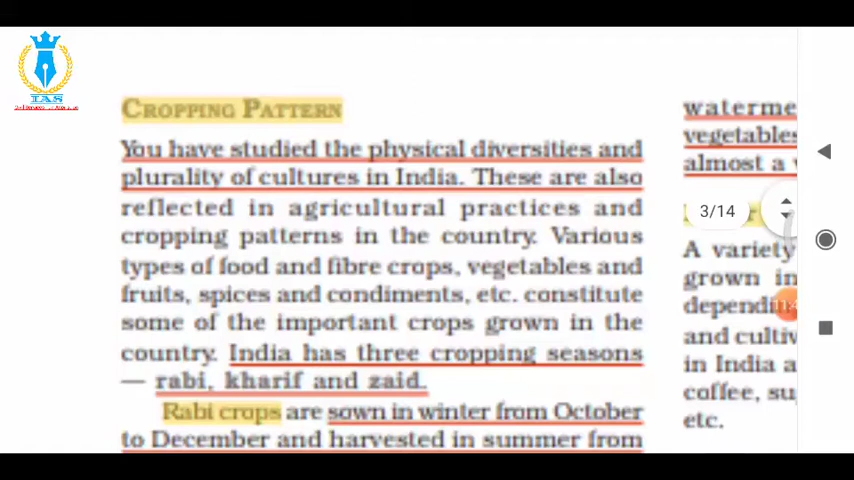 IAS
CROPPING PATTERN
You have studied the physical diversities and
plurality of cultures in India. These are also
reflected in agricultural practices and
cropping patterns in the country. Various
types of food and fibre crops, vegetables and
fruits, spices and condiments, etc. constitute
some of the important crops grown in the
country. India has three cropping seasons
— rabi, kharif and zaid.
Rabi crops are sown in winter from October
to December and harvested in summer from
waterme
vegetables
almost a
3/14
A variety
grown in
dependi
and cultiv
in India a
coffee, su
etc.